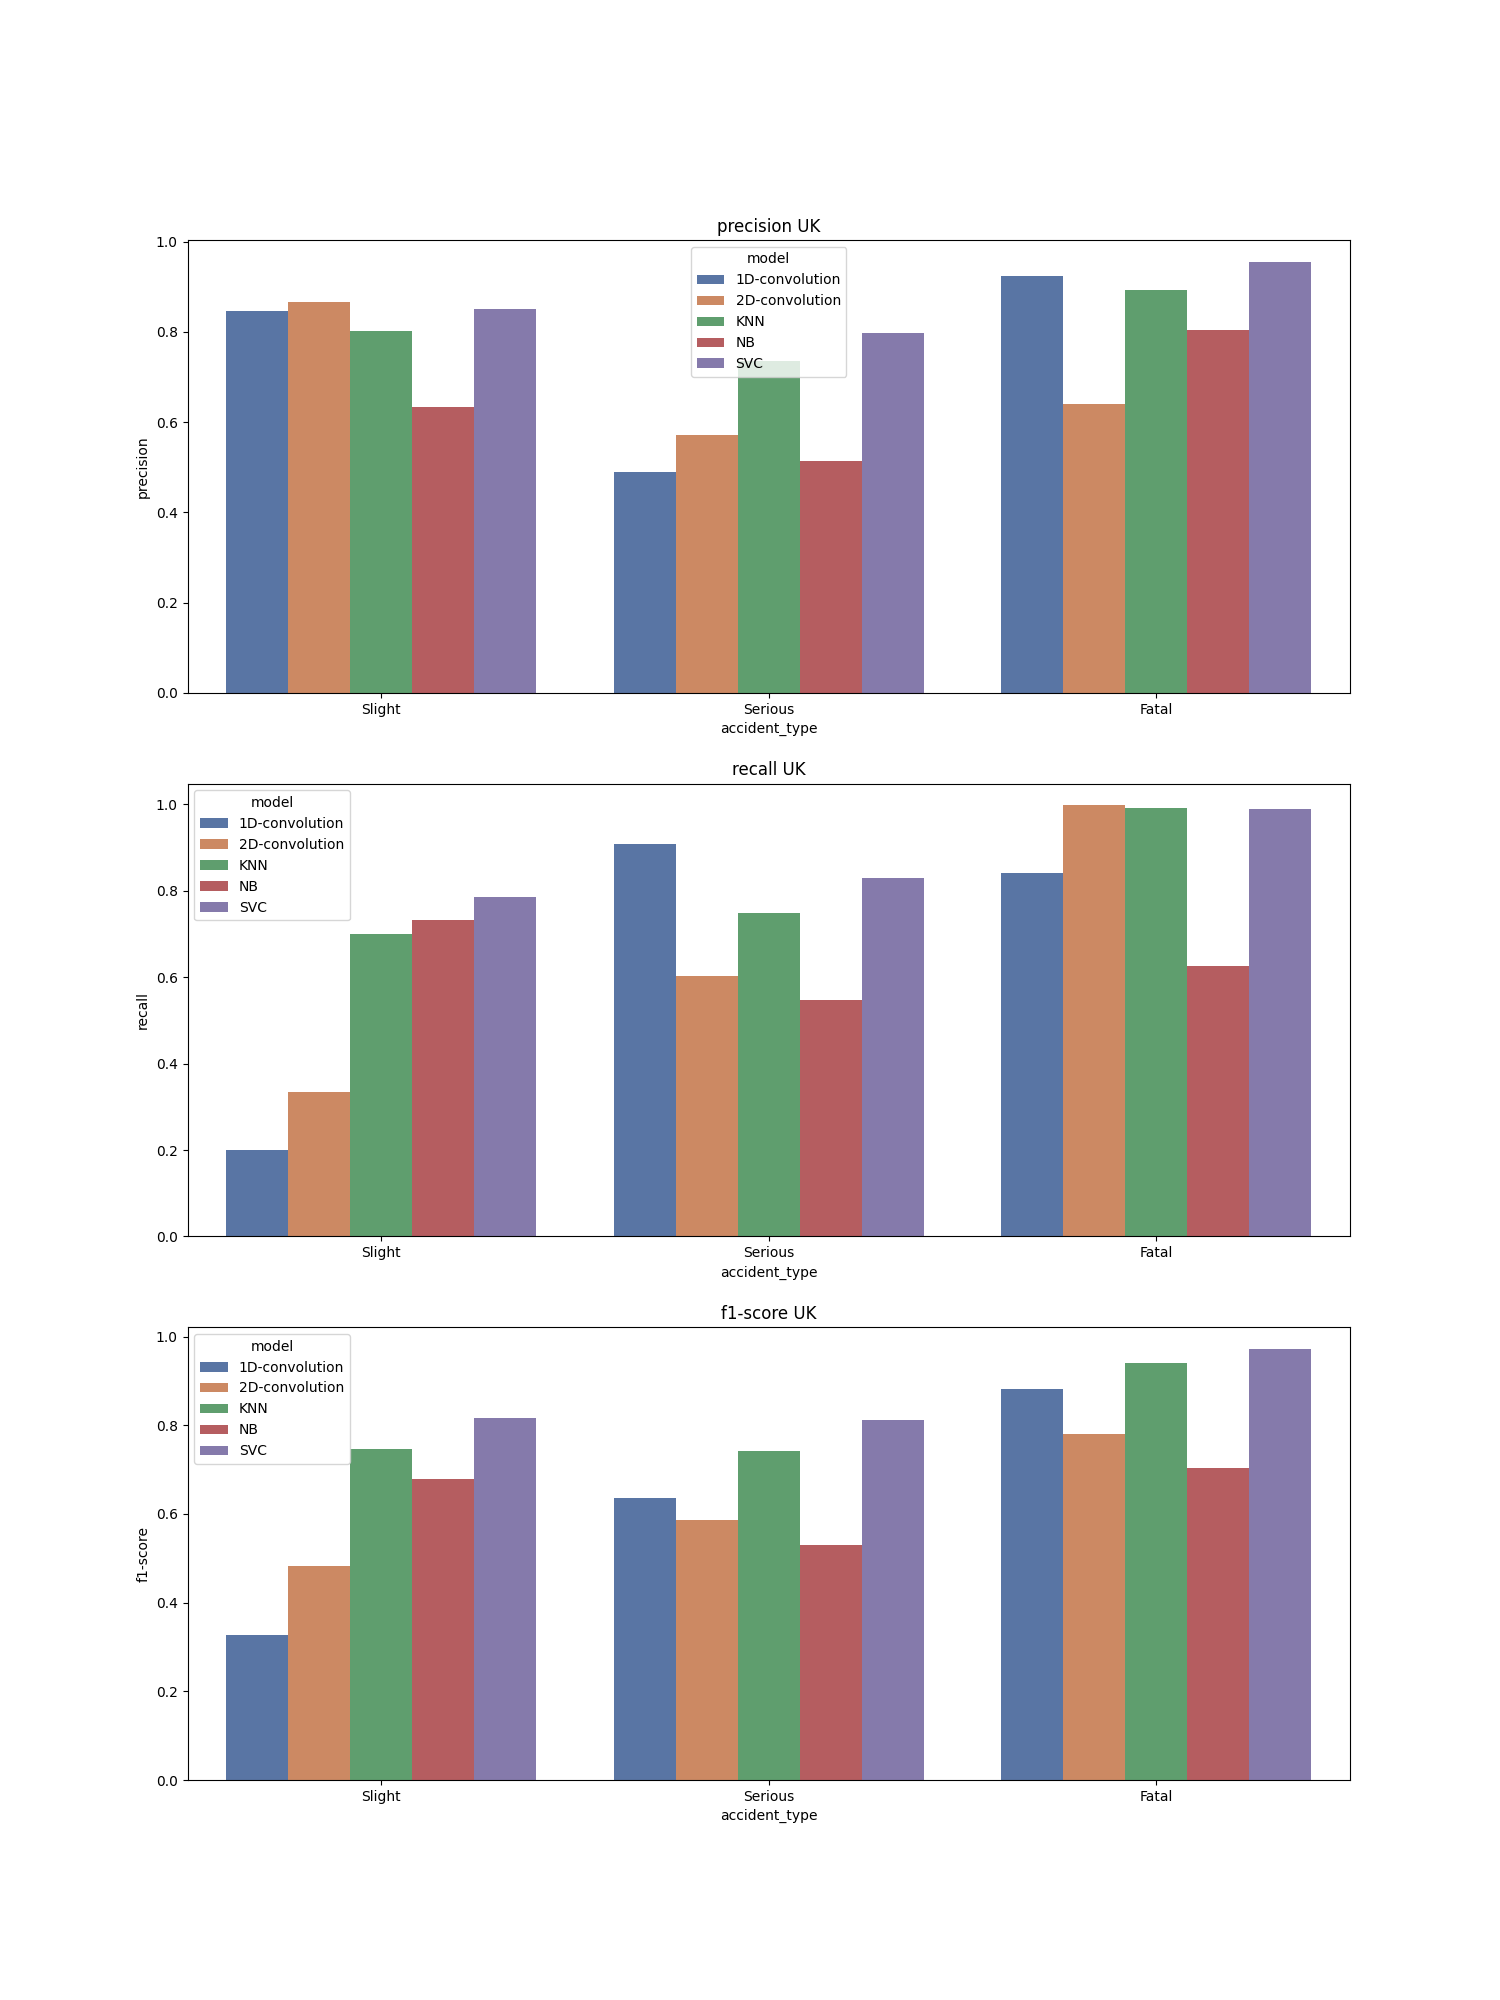 precision UK
model
1D-convolution
2D-convolution
KNN
NB
SVC
1.0
0.8
0.6
0.4
0.2
0.0
precision
Slight Serious Fatal
accident_type
recall UK
model
1D-convolution
2D-convolution
KNN
NB
SVC
1.0
0.8
0.6
0.4
0.2
0.0
recall
Slight Serious Fatal
accident_type
f1-score UK
model
1D-convolution
2D-convolution
KNN
NB
SVC
1.0
0.8
0.6
0.4
0.2
0.0
f1-score
Slight Serious Fatal
accident_type